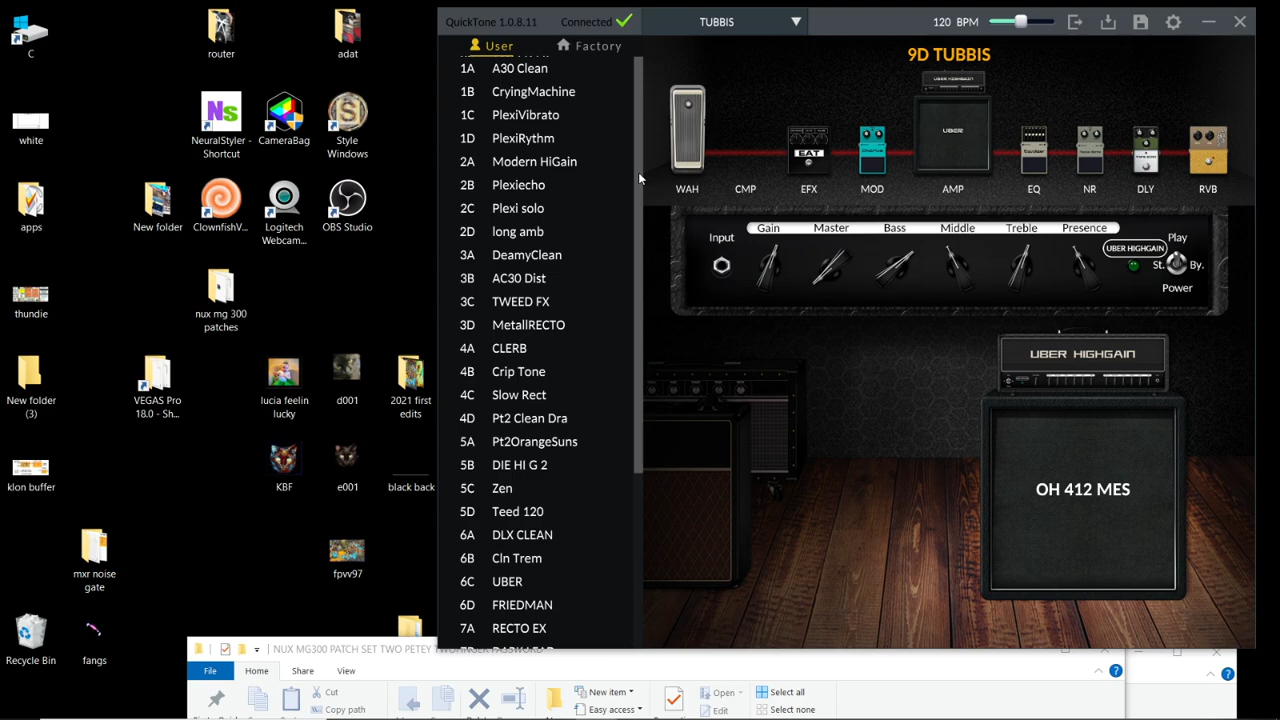 C
router
adat
white
NeuralStyler -
Shortcut
CameraBag
Style
Windows
apps
New folder
ClownfishV...
Logitech
Webcam...
OBS Studio
thundie
nux mg 300
patches
New folder
(3)
VEGAS Pro
18.0 - Sh...
lucia feelin
lucky
d001
2021 first
edits
klon buffer
KBF
e001
black back
mxr noise
gate
fpvv97
Recycle Bin
fangs
QuickTone 1.0.8.11
Connected
TUBBIS
120 BPM
User
Factory
1A A30 Clean
1B CryingMachine
1C PlexiVibrato
1D PlexiRythm
2A Modern HiGain
2B Plexiecho
2C Plexi solo
2D long amb
3A DeamyClean
3B AC30 Dist
3C TWEED FX
3D MetallRECTO
4A CLERB
4B Crip Tone
4C Slow Rect
4D Pt2 Clean Dra
5A Pt2OrangeSuns
5B DIE HI G 2
5C Zen
5D Teed 120
6A DLX CLEAN
6B Cln Trem
6C UBER
6D FRIEDMAN
7A RECTO EX
9D TUBBIS
UBER HIGHGAIN
UBER
EAT
WAH CMP EFX MOD AMP EQ NR DLY RVB
Input
Gain Master Bass Middle Treble Presence
UBER HIGHGAIN
Play
St. By.
Power
UBER HIGHGAIN
OH 412 MES
NUX MG300 PATCH SET TWO PETEY TWOFINGER PASSWORD
File Home Share View
Cut
Copy path
New item
Easy access
Open
Edit
Select all
Select none